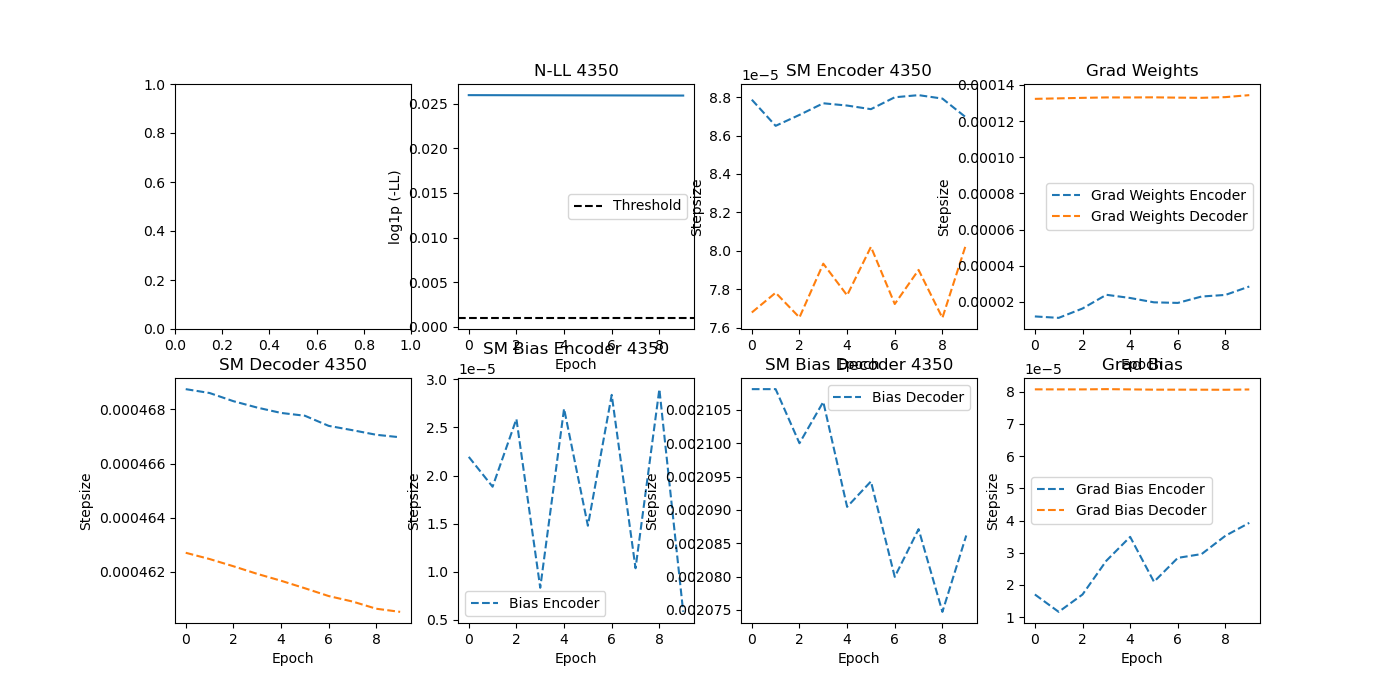 1.0
0.8
0.6
0.4
0.2
0.0
0.0 0.2 0.4 0.6 0.8 1.0
N-LL 4350
log1p (-LL)
0.025
0.020
0.015
0.010
0.005
0.000
Threshold
0 2 4 6 8
Epoch
1e−5
SM Encoder 4350
Stepsize
8.8
8.6
8.4
8.2
8.0
7.8
7.6
0 2 4 6 8
Epoch
Grad Weights
Stepsize
0.00014
0.00012
0.00010
0.00008
0.00006
0.00004
0.00002
Grad Weights Encoder
Grad Weights Decoder
0 2 4 6 8
Epoch
SM Decoder 4350
Stepsize
0.000468
0.000466
0.000464
0.000462
0 2 4 6 8
Epoch
SM Bias Encoder 4350
1e−5
Stepsize
3.0
2.5
2.0
1.5
1.0
0.5
Bias Encoder
0 2 4 6 8
Epoch
SM Bias Decoder 4350
Stepsize
0.002105
0.002100
0.002095
0.002090
0.002085
0.002080
0.002075
Bias Decoder
0 2 4 6 8
Epoch
Grad Bias
1e−5
Stepsize
8
7
6
5
4
3
2
1
Grad Bias Encoder
Grad Bias Decoder
0 2 4 6 8
Epoch